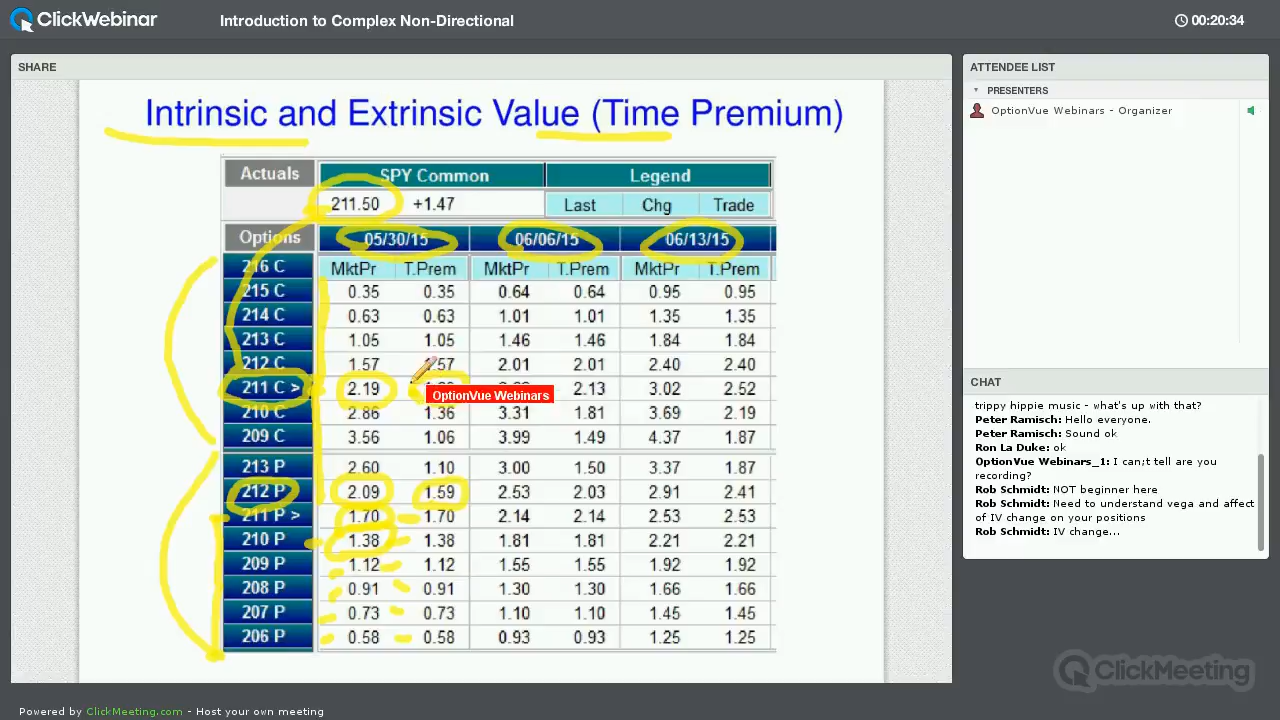 ClickWebinar
Introduction to Complex Non-Directional
00:20:34
SHARE
Intrinsic and Extrinsic Value (Time Premium)
Actuals SPY Common Legend
211.50 +1.47 Last Chg Trade
Options 05/30/15 06/06/15 06/13/15
216 C MktPr T.Prem MktPr T.Prem MktPr T.Prem
215 C 0.35 0.35 0.64 0.64 0.95 0.95
214 C 0.63 0.63 1.01 1.01 1.35 1.35
213 C 1.05 1.05 1.46 1.46 1.84 1.84
212 C 1.57 2.01 2.01 2.40 2.40
211 C > 2.19 2.13 3.02 2.52
OptionVue Webinars
210 C 2.86 1.36 3.31 1.81 3.69 2.19
209 C 3.56 1.06 3.99 1.49 4.37 1.87
213 P 2.60 1.10 3.00 1.50 3.37 1.87
212 P 2.09 1.59 2.53 2.03 2.91 2.41
211 P > 1.70 1.70 2.14 2.14 2.53 2.53
210 P 1.38 1.38 1.81 1.81 2.21 2.21
209 P 1.12 1.12 1.55 1.55 1.92 1.92
208 P 0.91 0.91 1.30 1.30 1.66 1.66
207 P 0.73 0.73 1.10 1.10 1.45 1.45
206 P 0.58 0.58 0.93 0.93 1.25 1.25
ATTENDEE LIST
PRESENTERS
OptionVue Webinars - Organizer
CHAT
trippy hippie music - what's up with that?
Peter Ramisch: Hello everyone.
Peter Ramisch: Sound ok
Ron La Duke: ok
OptionVue Webinars_1: I can;t tell are you
recording?
Rob Schmidt: NOT beginner here
Rob Schmidt: Need to understand vega and affect
of IV change on your positions
Rob Schmidt: IV change...
ClickMeeting
Powered by ClickMeeting.com - Host your own meeting